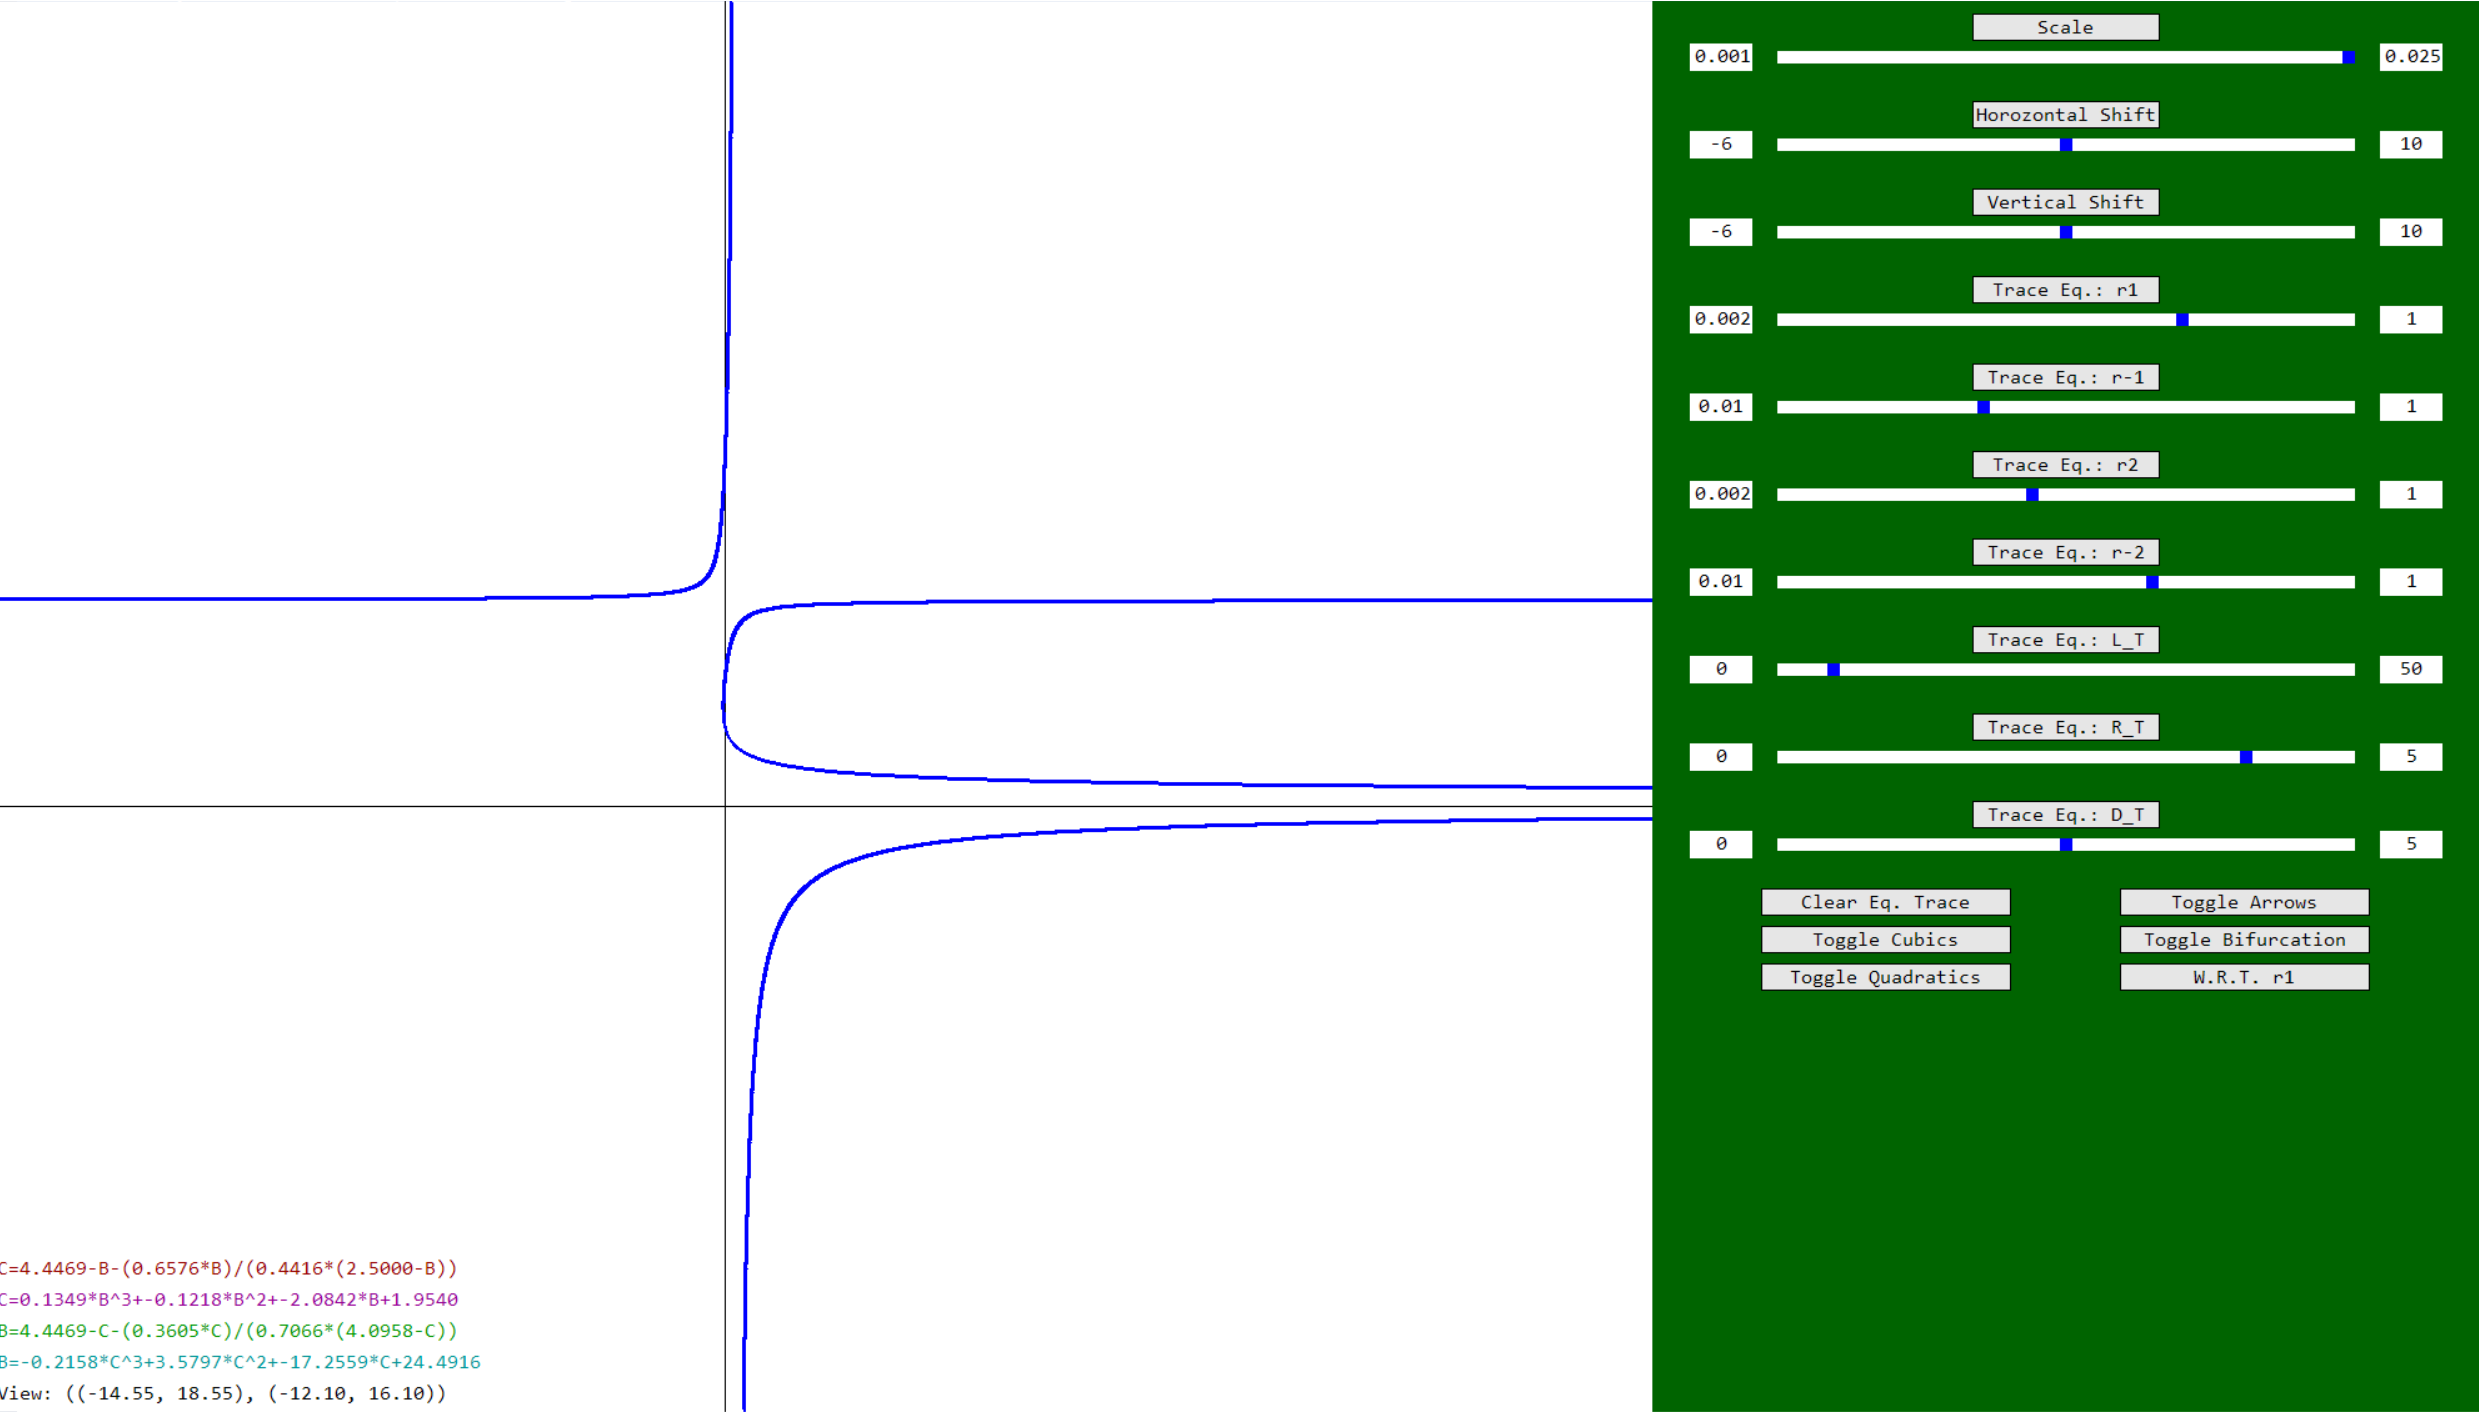 Scale
0.001 0.025
Horozontal Shift
-6 10
Vertical Shift
-6 10
Trace Eq.: r1
0.002 1
Trace Eq.: r-1
0.01 1
Trace Eq.: r2
0.002 1
Trace Eq.: r-2
0.01 1
Trace Eq.: L_T
0 50
Trace Eq.: R_T
0 5
Trace Eq.: D_T
0 5
Clear Eq. Trace Toggle Arrows
Toggle Cubics Toggle Bifurcation
Toggle Quadratics W.R.T. r1
C=4.4469-B-(0.6576*B)/(0.4416*(2.5000-B))
C=0.1349*B^3+-0.1218*B^2+-2.0842*B+1.9540
B=4.4469-C-(0.3605*C)/(0.7066*(4.0958-C))
B=-0.2158*C^3+3.5797*C^2+-17.2559*C+24.4916
View: ((-14.55, 18.55), (-12.10, 16.10))